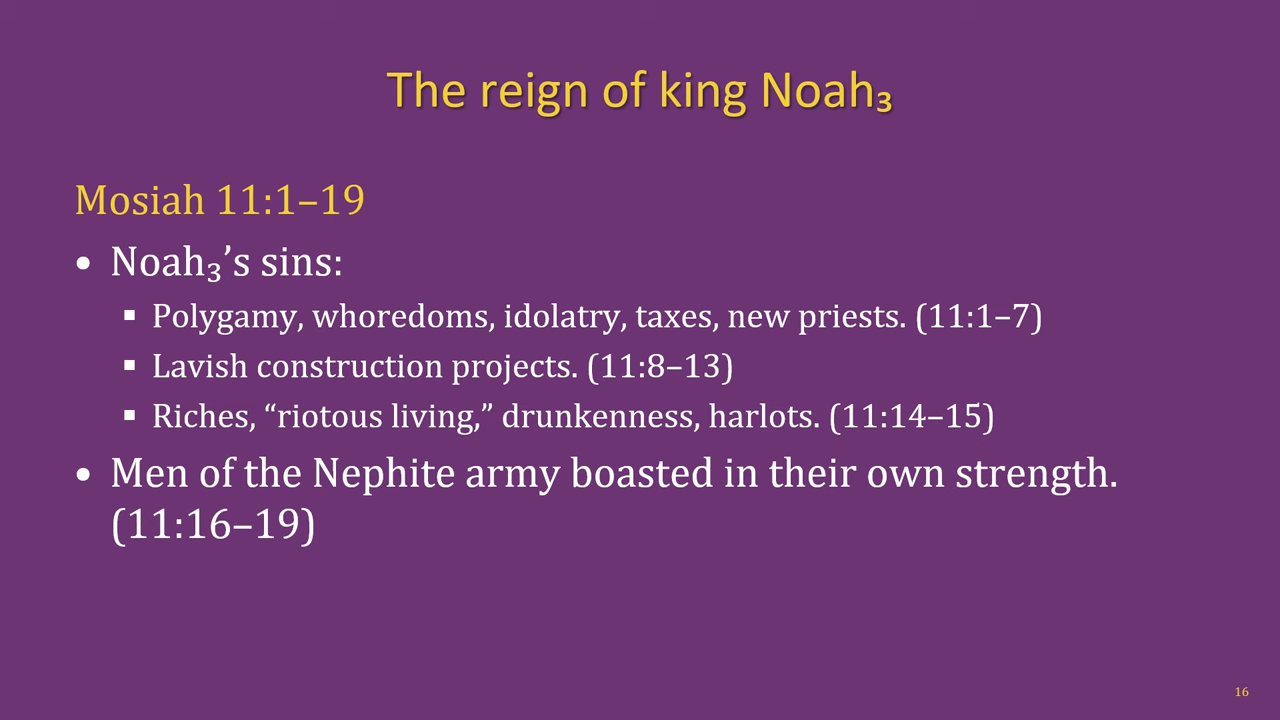 The reign of king Noah₃
Mosiah 11:1–19
• Noah₃’s sins:
▪ Polygamy, whoredoms, idolatry, taxes, new priests. (11:1–7)
▪ Lavish construction projects. (11:8–13)
▪ Riches, “riotous living,” drunkenness, harlots. (11:14–15)
• Men of the Nephite army boasted in their own strength.
(11:16–19)
16